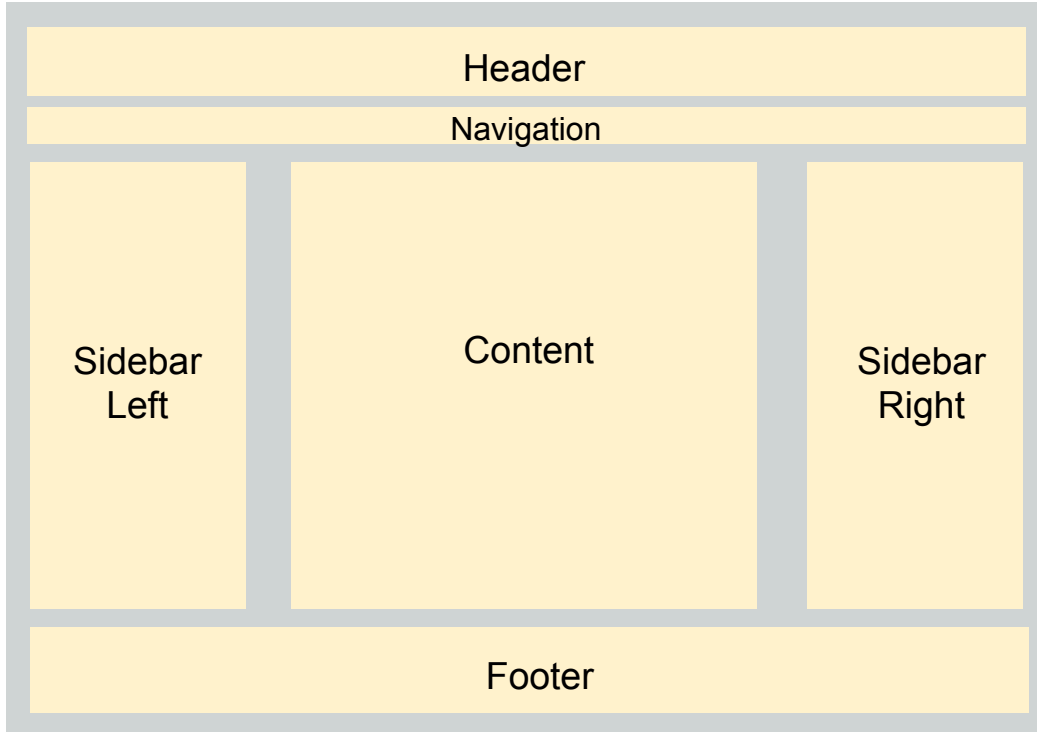 Header
Navigation
Sidebar
Left
Content
Sidebar
Right
Footer